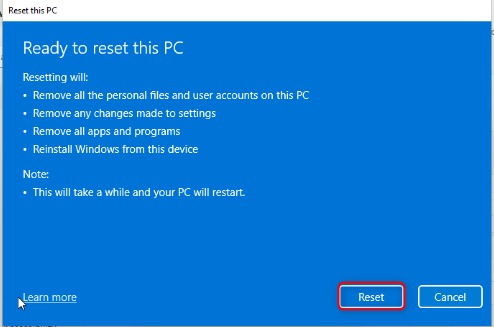 Reset this PC
Ready to reset this PC
Resetting will:
• Remove all the personal files and user accounts on this PC
• Remove any changes made to settings
• Remove all apps and programs
• Reinstall Windows from this device
Note:
• This will take a while and your PC will restart.
Learn more
Reset
Cancel